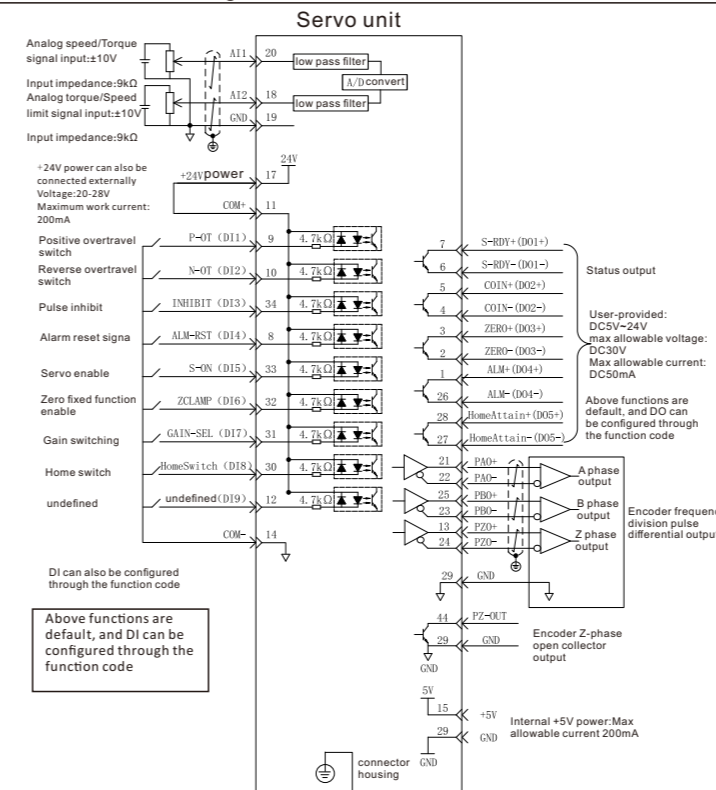 Servo unit
Analog speed/Torque
signal input:±10V
Input impedance:9kΩ
Analog torque/Speed
limit signal input:±10V
Input impedance:9kΩ
AI1 20
low pass filter
A/D convert
AI2 18
low pass filter
GND 19
+24V power can also be
connected externally
Voltage:20-28V
Maximum work current:
200mA
24V
+24Vpower 17
COM+ 11
Positive overtravel
switch
P-OT (DI1) 9 4.7kΩ
Reverse overtravel
switch
N-OT (DI2) 10 4.7kΩ
Pulse inhibit
INHIBIT (DI3) 34 4.7kΩ
Alarm reset signa
ALM-RST (DI4) 8 4.7kΩ
Servo enable
S-ON (DI5) 33 4.7kΩ
Zero fixed function
enable
ZCLAMP (DI6) 32 4.7kΩ
Gain switching
GAIN-SEL (DI7) 31 4.7kΩ
Home switch
HomeSwitch (DI8) 30 4.7kΩ
undefined
undefined(DI9) 12 4.7kΩ
COM- 14
DI can also be configured
through the function code
Above functions are
default, and DI can be
configured through the
function code
7 S-RDY+(DO1+)
6 S-RDY-(DO1-)
5 COIN+(DO2+)
4 COIN-(DO2-)
3 ZERO+(DO3+)
2 ZERO-(DO3-)
1 ALM+(DO4+)
26 ALM-(DO4-)
28 HomeAttain+(DO5+)
27 HomeAttain-(DO5-)
Status output
User-provided:
DC5V~24V
max allowable voltage:
DC30V
Max allowable current:
DC50mA
Above functions are
default, and DO can
be configured through
the function code
21 PAO+
22 PAO-
25 PBO+
23 PBO-
13 PZO+
24 PZO-
A phase
output
B phase
output
Z phase
output
Encoder frequenc
division pulse
differential output
29 GND
44 PZ-OUT
29 GND
GND
Encoder Z-phase
open collector
output
5V
15 +5V
29 GND
GND
Internal +5V power:Max
allowable current 200mA
connector
housing